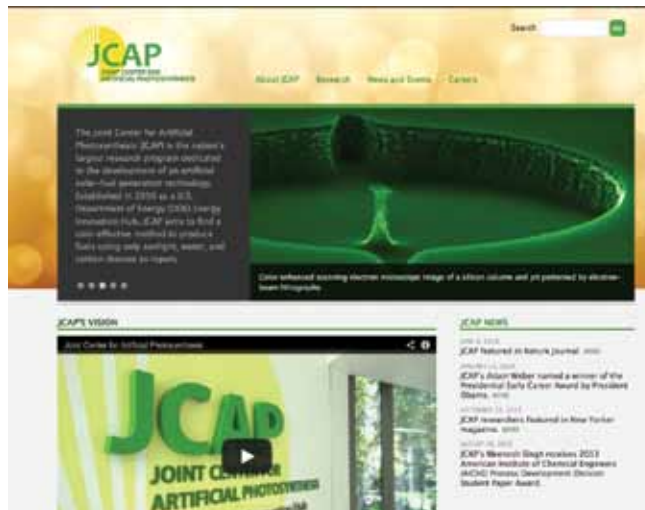 Search
JCAP
JOINT CENTER FOR
ARTIFICIAL PHOTOSYNTHESIS
About JCAP Research News and Events Careers
The Joint Center for Artificial
Photosynthesis (JCAP) is the nation's
largest research program dedicated
to the development of an artificial
solar-fuel generation technology.
Established in 2010 as a U.S.
Department of Energy (DOE) Energy
Innovation Hub, JCAP aims to find a
cost-effective method to produce
fuels using only sunlight, water, and
carbon dioxide as inputs.
Color enhanced scanning electron microscope image of a silicon column and pit patterned by electron-
beam lithography.
JCAP'S VISION
Joint Center for Artificial Photosynthesis
JCAP
JOINT CENTER FOR
ARTIFICIAL PHOTOSYNTHESIS
JCAP NEWS
JCAP featured in Nature Journal
JCAP's Adam Weber named a winner of the
Presidential Early Career Award by President
Obama.
JCAP researchers featured in New Yorker
magazine.
JCAP's Meenesh Singh receives 2013
American Institute of Chemical Engineers
(AIChE) Process Development Division
Student Paper Award.